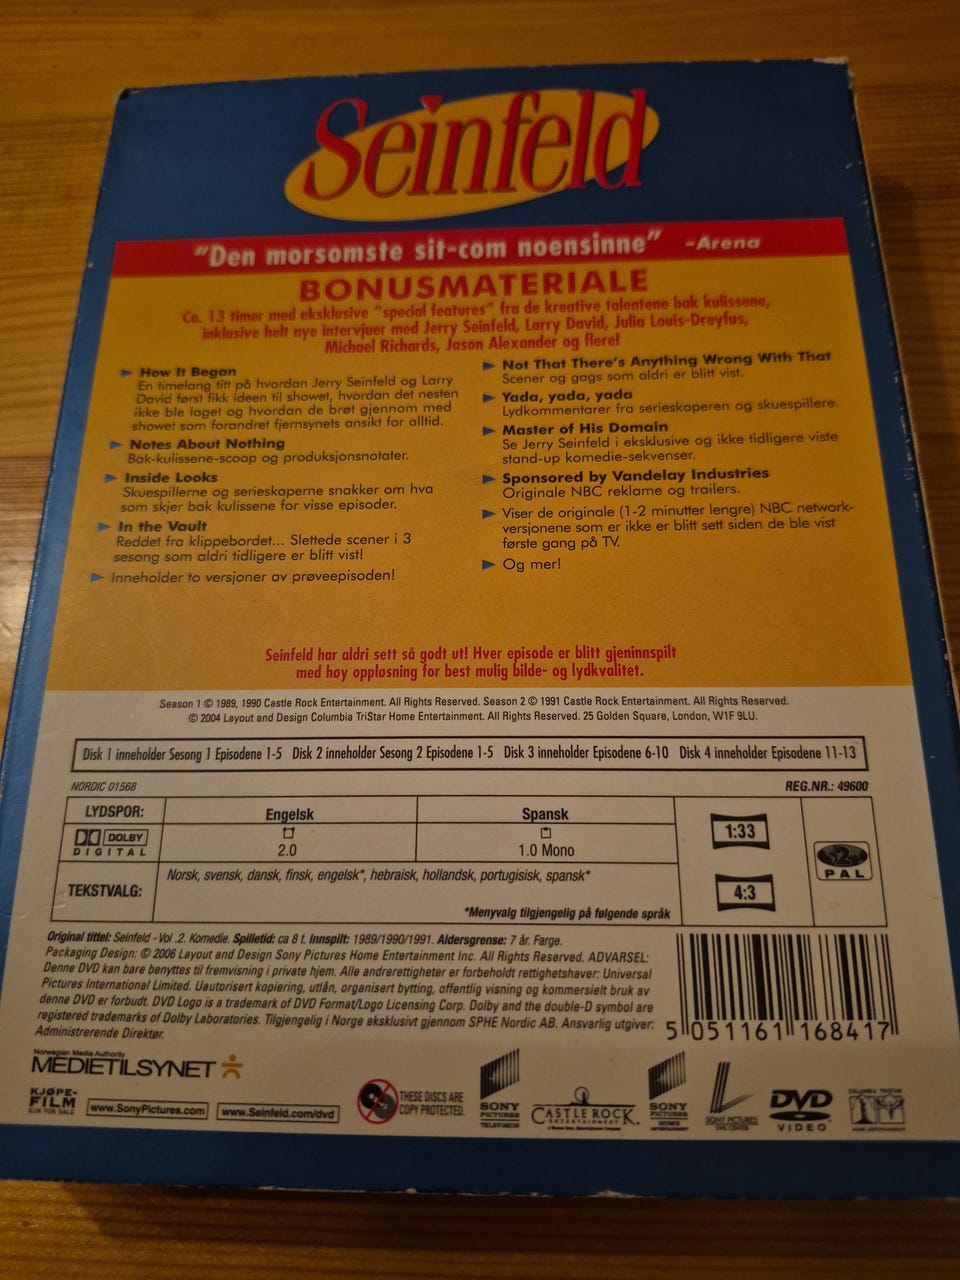 Seinfeld
"Den morsomste sit-com noensinne" -Arena
BONUSMATERIALE
Ca. 13 timer med eksklusive "special features" fra de kreative talentene bak kulissene,
inklusive helt nye intervjuer med Jerry Seinfeld, Larry David, Julia Louis-Dreyfus,
Michael Richards, Jason Alexander og flere!
How It Began
En timelang titt på hvordan Jerry Seinfeld og Larry
David først fikk ideen til showet, hvordan det nesten
ikke ble laget og hvordan de brøt gjennom med
showet som forandret fjernsynets ansikt for alltid.
Notes About Nothing
Bak-kulissene-scoop og produksjonsnotater.
Inside Looks
Skuespillerne og serieskaperne snakker om hva
som skjer bak kulissene for visse episoder.
In the Vault
Reddet fra klippebordet... Slettede scener i 3
sesong som aldri tidligere er blitt vist!
Inneholder to versjoner av prøveepisoden!
Not That There's Anything Wrong With That
Scener og gags som aldri er blitt vist.
Yada, yada, yada
Lydkommentarer fra serieskaperen og skuespillere.
Master of His Domain
Se Jerry Seinfeld i eksklusive og ikke tidligere viste
stand-up komedie-sekvenser.
Sponsored by Vandelay Industries
Originale NBC reklame og trailers.
Viser de originale (1-2 minutter lengre) NBC network-
versjonene som er ikke er blitt sett siden de ble vist
første gang på TV.
Og mer!
Seinfeld har aldri sett så godt ut! Hver episode er blitt gjeninnspilt
med høy oppløsning for best mulig bilde- og lydkvalitet.
Season 1 © 1989, 1990 Castle Rock Entertainment. All Rights Reserved. Season 2 © 1991 Castle Rock Entertainment. All Rights Reserved.
© 2004 Layout and Design Columbia TriStar Home Entertainment. All Rights Reserved. 25 Golden Square, London, W1F 9LU.
Disk 1 inneholder Sesong 1 Episodene 1-5 Disk 2 inneholder Sesong 2 Episodene 1-5 Disk 3 inneholder Episodene 6-10 Disk 4 inneholder Episodene 11-13
NORDIC 01568 REG.NR.: 49600
LYDSPOR: Engelsk Spansk
DOLBY DIGITAL 2.0 1.0 Mono
1:33
4:3
2 PAL
TEKSTVALG: Norsk, svensk, dansk, finsk, engelsk*, hebraisk, hollandsk, portugisisk, spansk*
*Menyvalg tilgjengelig på følgende språk
Original tittel: Seinfeld - Vol .2. Komedie. Spilletid: ca 8 t. Innspilt: 1989/1990/1991. Aldersgrense: 7 år. Farge.
Packaging Design: © 2006 Layout and Design Sony Pictures Home Entertainment Inc. All Rights Reserved. ADVARSEL:
Denne DVD kan bare benyttes til fremvisning i private hjem. Alle andrerettigheter er forbeholdt rettighetshaver: Universal
Pictures International Limited. Uautorisert kopiering, utlån, organisert bytting, offentlig visning og kommersielt bruk av
denne DVD er forbudt. DVD Logo is a trademark of DVD Format/Logo Licensing Corp. Dolby and the double-D symbol are
registered trademarks of Dolby Laboratories. Tilgjengelig i Norge eksklusivt gjennom SPHE Nordic AB. Ansvarlig utgiver:
Administrerende Direktør.
5 051161 168417
Norwegian Media Authority
MEDIETILSYNET
KJØPE-
FILM
KUN FOR SALG
www.SonyPictures.com
www.Seinfeld.com/dvd
THESE DISCS ARE
COPY PROTECTED.
SONY
PICTURES
TELEVISION
CASTLE ROCK
ENTERTAINMENT
SONY
PICTURES
HOME
ENTERTAINMENT
SONY PICTURES
DVD CENTER
DVD
VIDEO
COLUMBIA TRISTAR
HOME ENTERTAINMENT